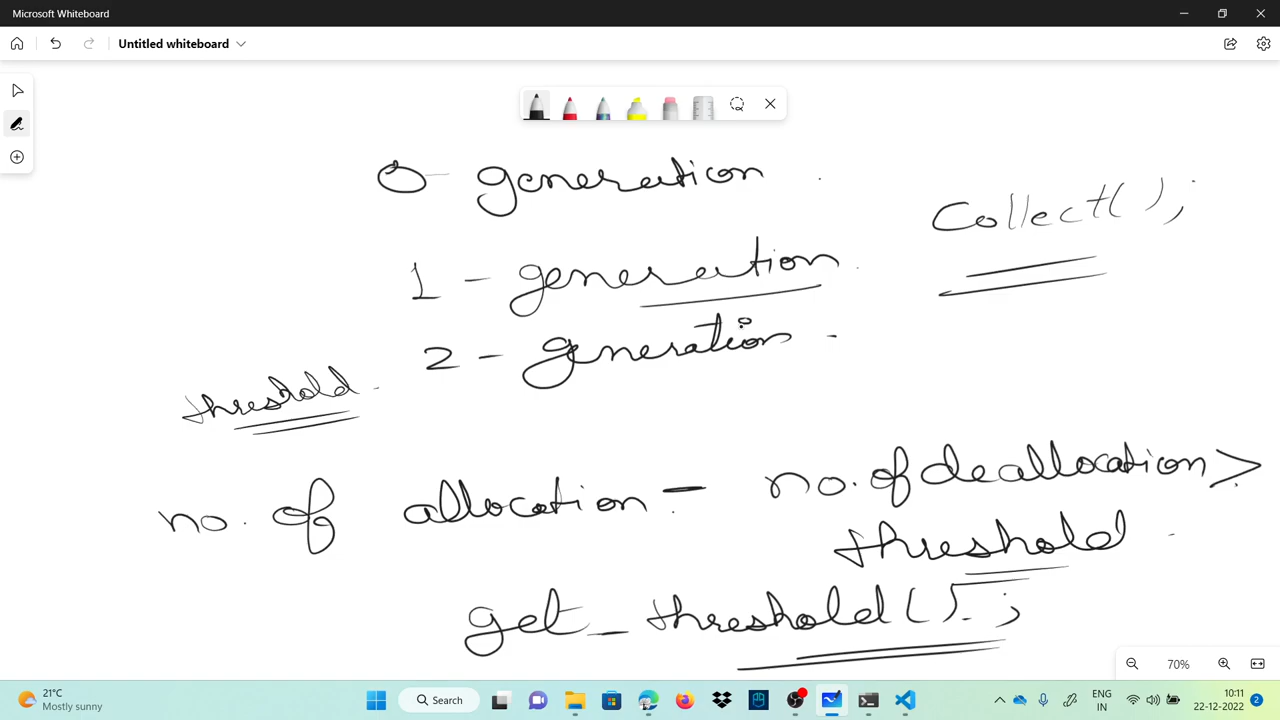 Microsoft Whiteboard
Untitled whiteboard
0 - generation
Collect();
1 - generation
2 - generation
threshold
no. of allocation - no. of deallocation >
threshold
get_threshold();
70%
21°C
Mostly sunny
Search
ENG
IN
10:11
22-12-2022
2